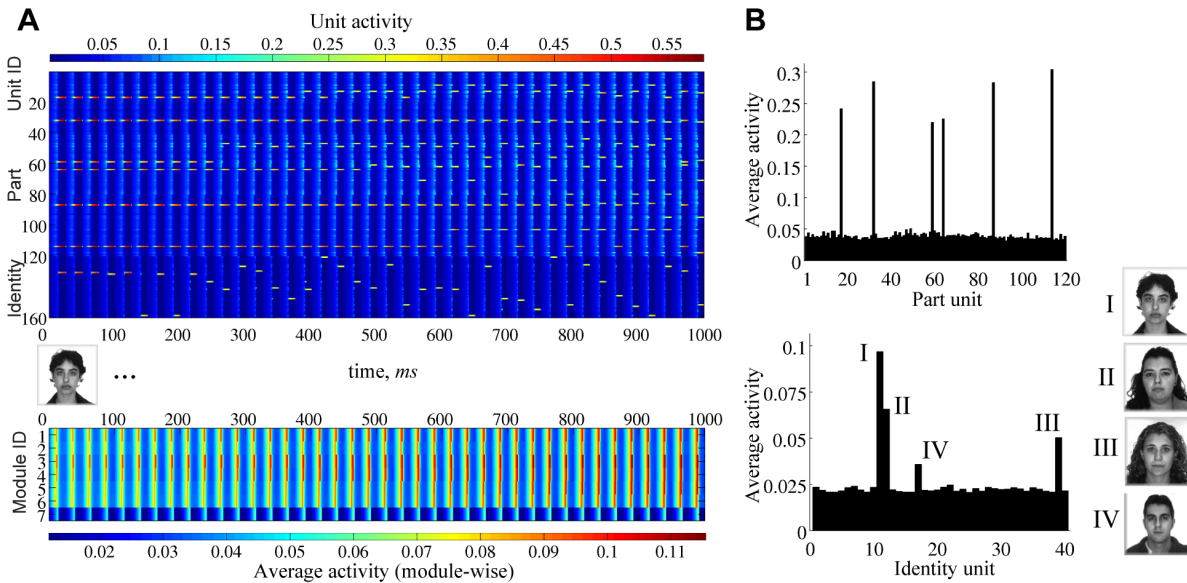 A
Unit activity
0.05 0.1 0.15 0.2 0.25 0.3 0.35 0.4 0.45 0.5 0.55
Unit ID
Part
Identity
20
40
60
80
100
120
160
0 100 200 300 400 500 600 700 800 900 1000
...
time, ms
0 100 200 300 400 500 600 700 800 900 1000
Module ID
1
2
3
4
5
6
7
0.02 0.03 0.04 0.05 0.06 0.07 0.08 0.09 0.1 0.11
Average activity (module-wise)
B
Average activity
0.3
0.25
0.2
0.15
0.1
0.05
0
1 20 40 60 80 100 120
Part unit
Average activity
0.1
0.075
0.05
0.025
0
I
II
III
IV
0 10 20 30 40
Identity unit
I
II
III
IV